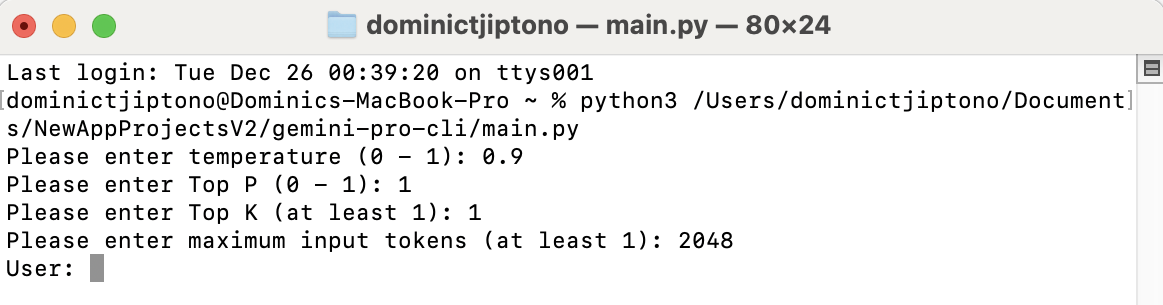 dominictjiptono — main.py — 80×24
Last login: Tue Dec 26 00:39:20 on ttys001
[dominictjiptono@Dominics-MacBook-Pro ~ % python3 /Users/dominictjiptono/Document]
s/NewAppProjectsV2/gemini-pro-cli/main.py
Please enter temperature (0 - 1): 0.9
Please enter Top P (0 - 1): 1
Please enter Top K (at least 1): 1
Please enter maximum input tokens (at least 1): 2048
User: